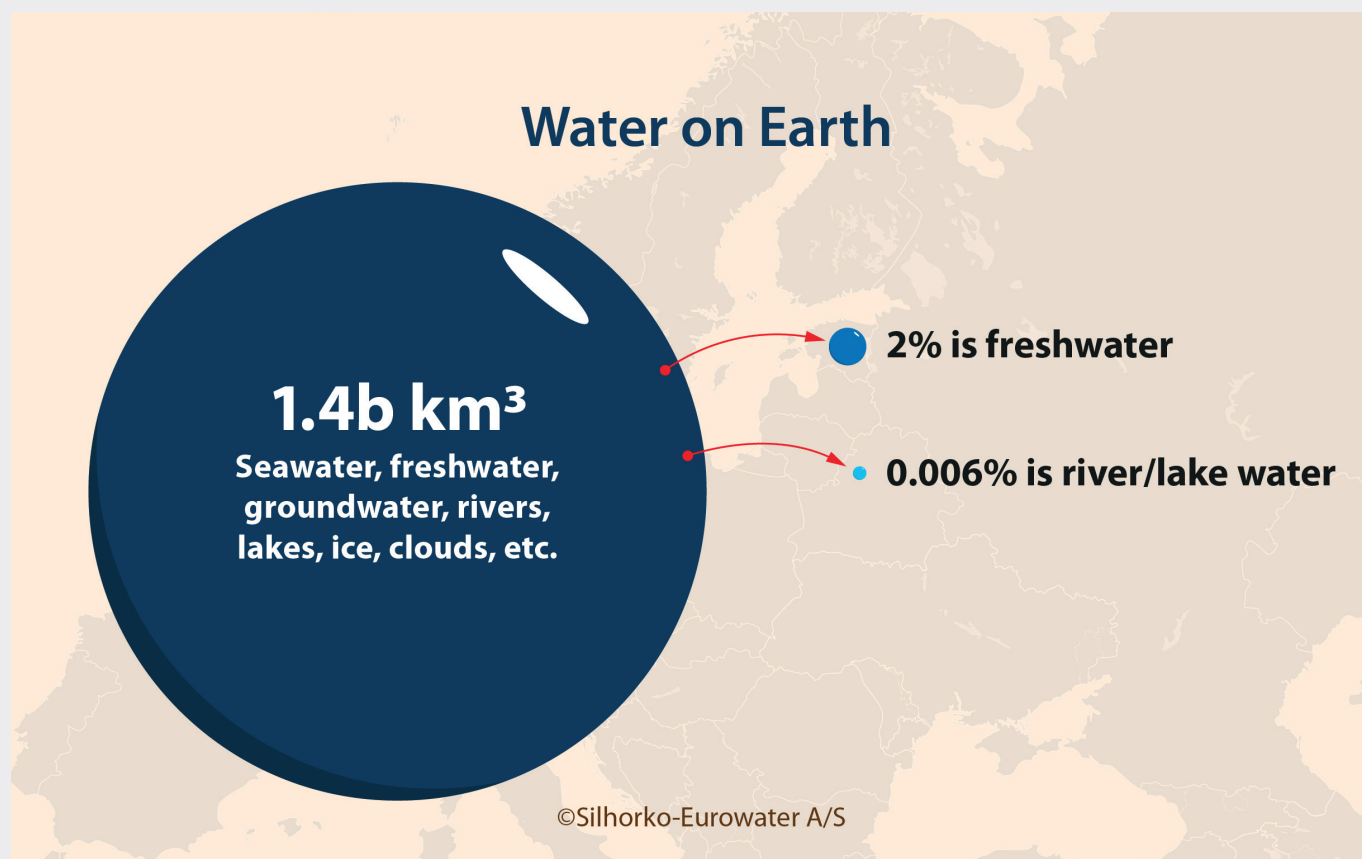 Water on Earth
1.4b km³
Seawater, freshwater,
groundwater, rivers,
lakes, ice, clouds, etc.
2% is freshwater
0.006% is river/lake water
©Silhorko-Eurowater A/S